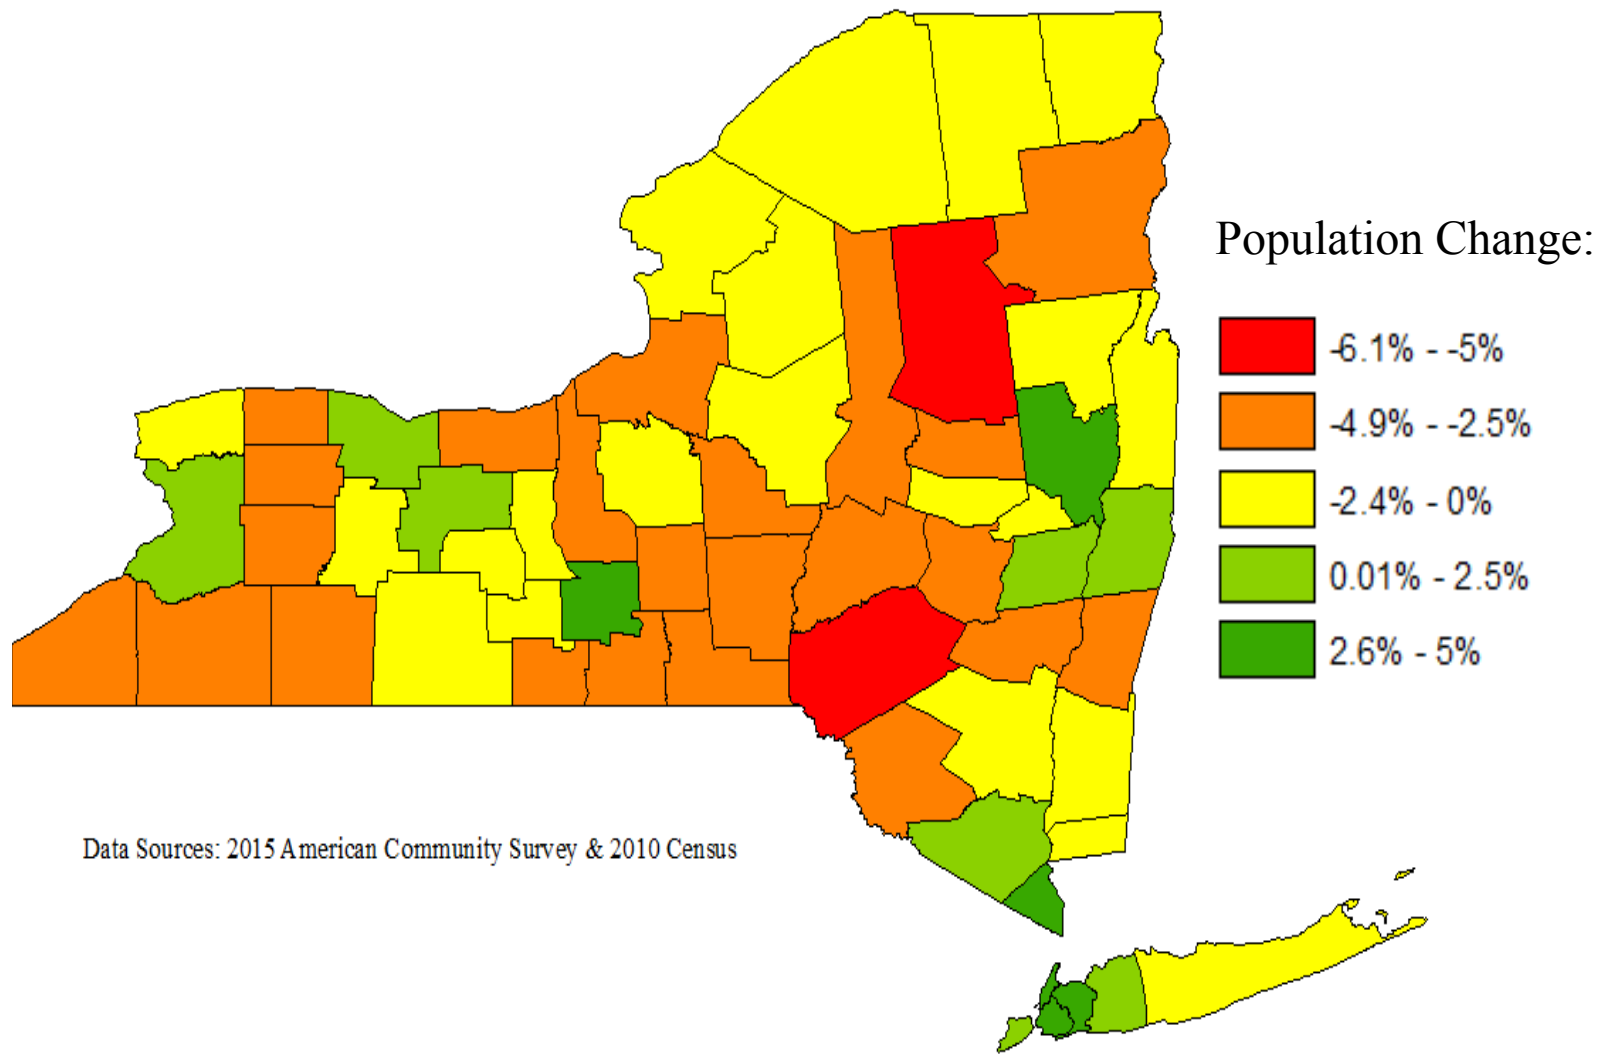 Population Change:
-6.1% - -5%
-4.9% - -2.5%
-2.4% - 0%
0.01% - 2.5%
2.6% - 5%
Data Sources: 2015 American Community Survey & 2010 Census